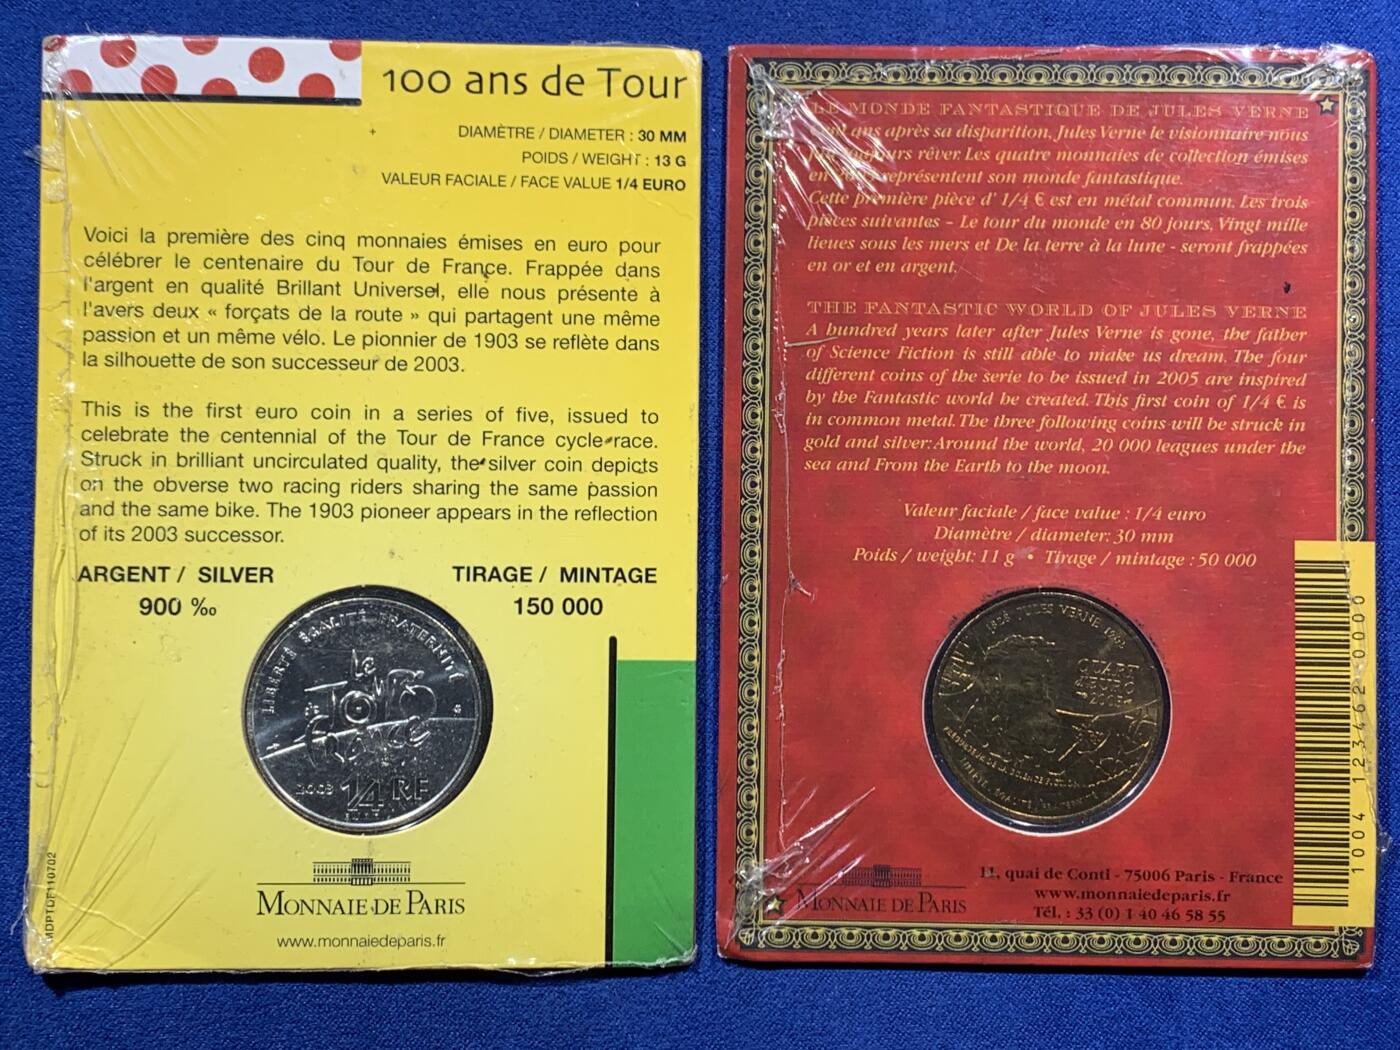 100 ans de Tour
DIAMÈTRE / DIAMETER : 30 MM
POIDS / WEIGHT : 13 G
VALEUR FACIALE / FACE VALUE 1/4 EURO
Voici la première des cinq monnaies émises en euro pour
célébrer le centenaire du Tour de France. Frappée dans
l'argent en qualité Brillant Universel, elle nous présente à
l'avers deux « forçats de la route » qui partagent une même
passion et un même vélo. Le pionnier de 1903 se reflète dans
la silhouette de son successeur de 2003.
This is the first euro coin in a series of five, issued to
celebrate the centennial of the Tour de France cycle race.
Struck in brilliant uncirculated quality, the silver coin depicts
on the obverse two racing riders sharing the same passion
and the same bike. The 1903 pioneer appears in the reflection
of its 2003 successor.
ARGENT / SILVER
900 ‰
TIRAGE / MINTAGE
150 000
LIBERTÉ ÉGALITÉ FRATERNITÉ
Le
TOUR
de
FRANCE
2003 1/4 RF
MDPTDF110702
MONNAIE DE PARIS
www.monnaiedeparis.fr
LE MONDE FANTASTIQUE DE JULES VERNE
ans après sa disparition, Jules Verne le visionnaire nous
rêver. Les quatre monnaies de collection émises
en représentent son monde fantastique.
Cette première pièce d' 1/4 € est en métal commun. Les trois
pièces suivantes - Le tour du monde en 80 jours, Vingt mille
lieues sous les mers et De la terre à la lune - seront frappées
en or et en argent.
THE FANTASTIC WORLD OF JULES VERNE
A hundred years later after Jules Verne is gone, the father
of Science Fiction is still able to make us dream. The four
different coins of the serie to be issued in 2005 are inspired
by the Fantastic world be created. This first coin of 1/4 € is
in common metal. The three following coins will be struck in
gold and silver: Around the world, 20 000 leagues under the
sea and From the Earth to the moon.
Valeur faciale / face value : 1/4 euro
Diamètre / diameter: 30 mm
Poids / weight: 11 g • Tirage / mintage : 50 000
JULES VERNE
QUART
d'EURO
2005
LIBERTÉ ÉGALITÉ FRATERNITÉ
1004 123462 0000
MONNAIE DE PARIS
11, quai de Conti - 75006 Paris - France
www.monnaiedeparis.fr
Tél. : 33 (0) 1 40 46 58 55